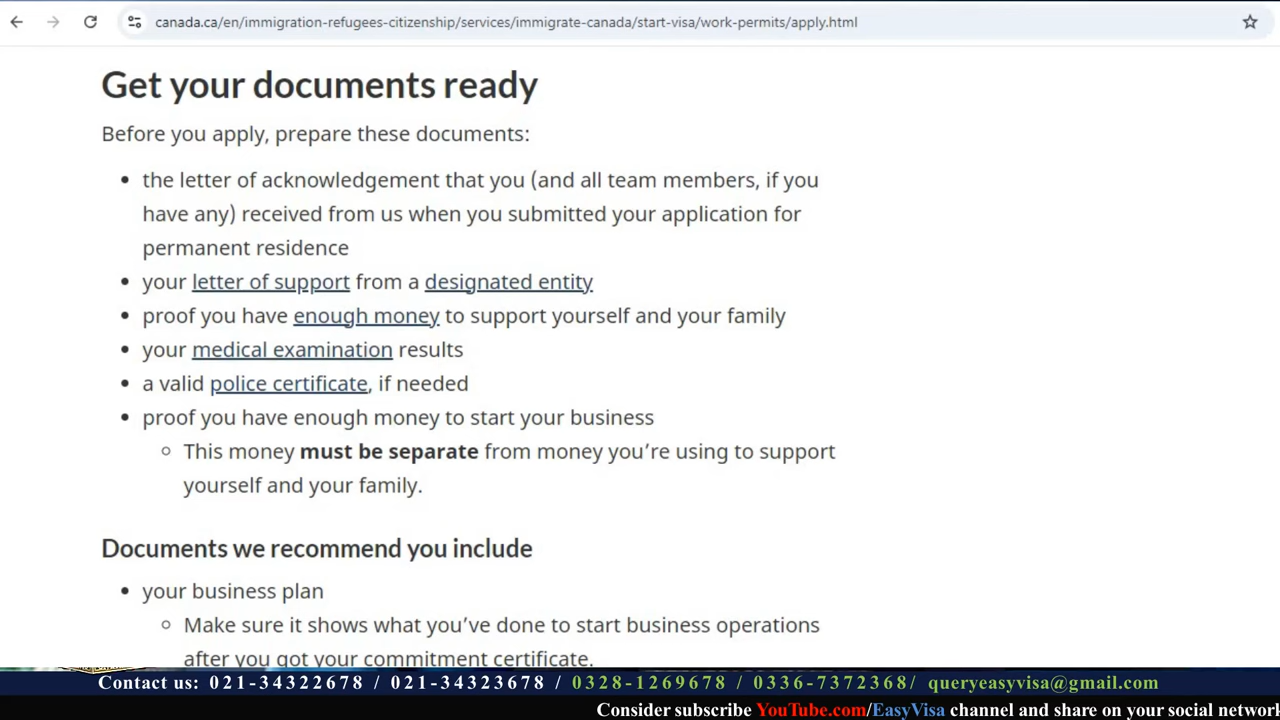 canada.ca/en/immigration-refugees-citizenship/services/immigrate-canada/start-visa/work-permits/apply.html
Get your documents ready
Before you apply, prepare these documents:
• the letter of acknowledgement that you (and all team members, if you
have any) received from us when you submitted your application for
permanent residence
• your letter of support from a designated entity
• proof you have enough money to support yourself and your family
• your medical examination results
• a valid police certificate, if needed
• proof you have enough money to start your business
○ This money must be separate from money you’re using to support
yourself and your family.
Documents we recommend you include
• your business plan
○ Make sure it shows what you’ve done to start business operations
after you got your commitment certificate.
Contact us: 021-34322678 / 021-34323678 / 0328-1269678 / 0336-7372368/ queryeasyvisa@gmail.com
Consider subscribe YouTube.com/EasyVisa channel and share on your social network